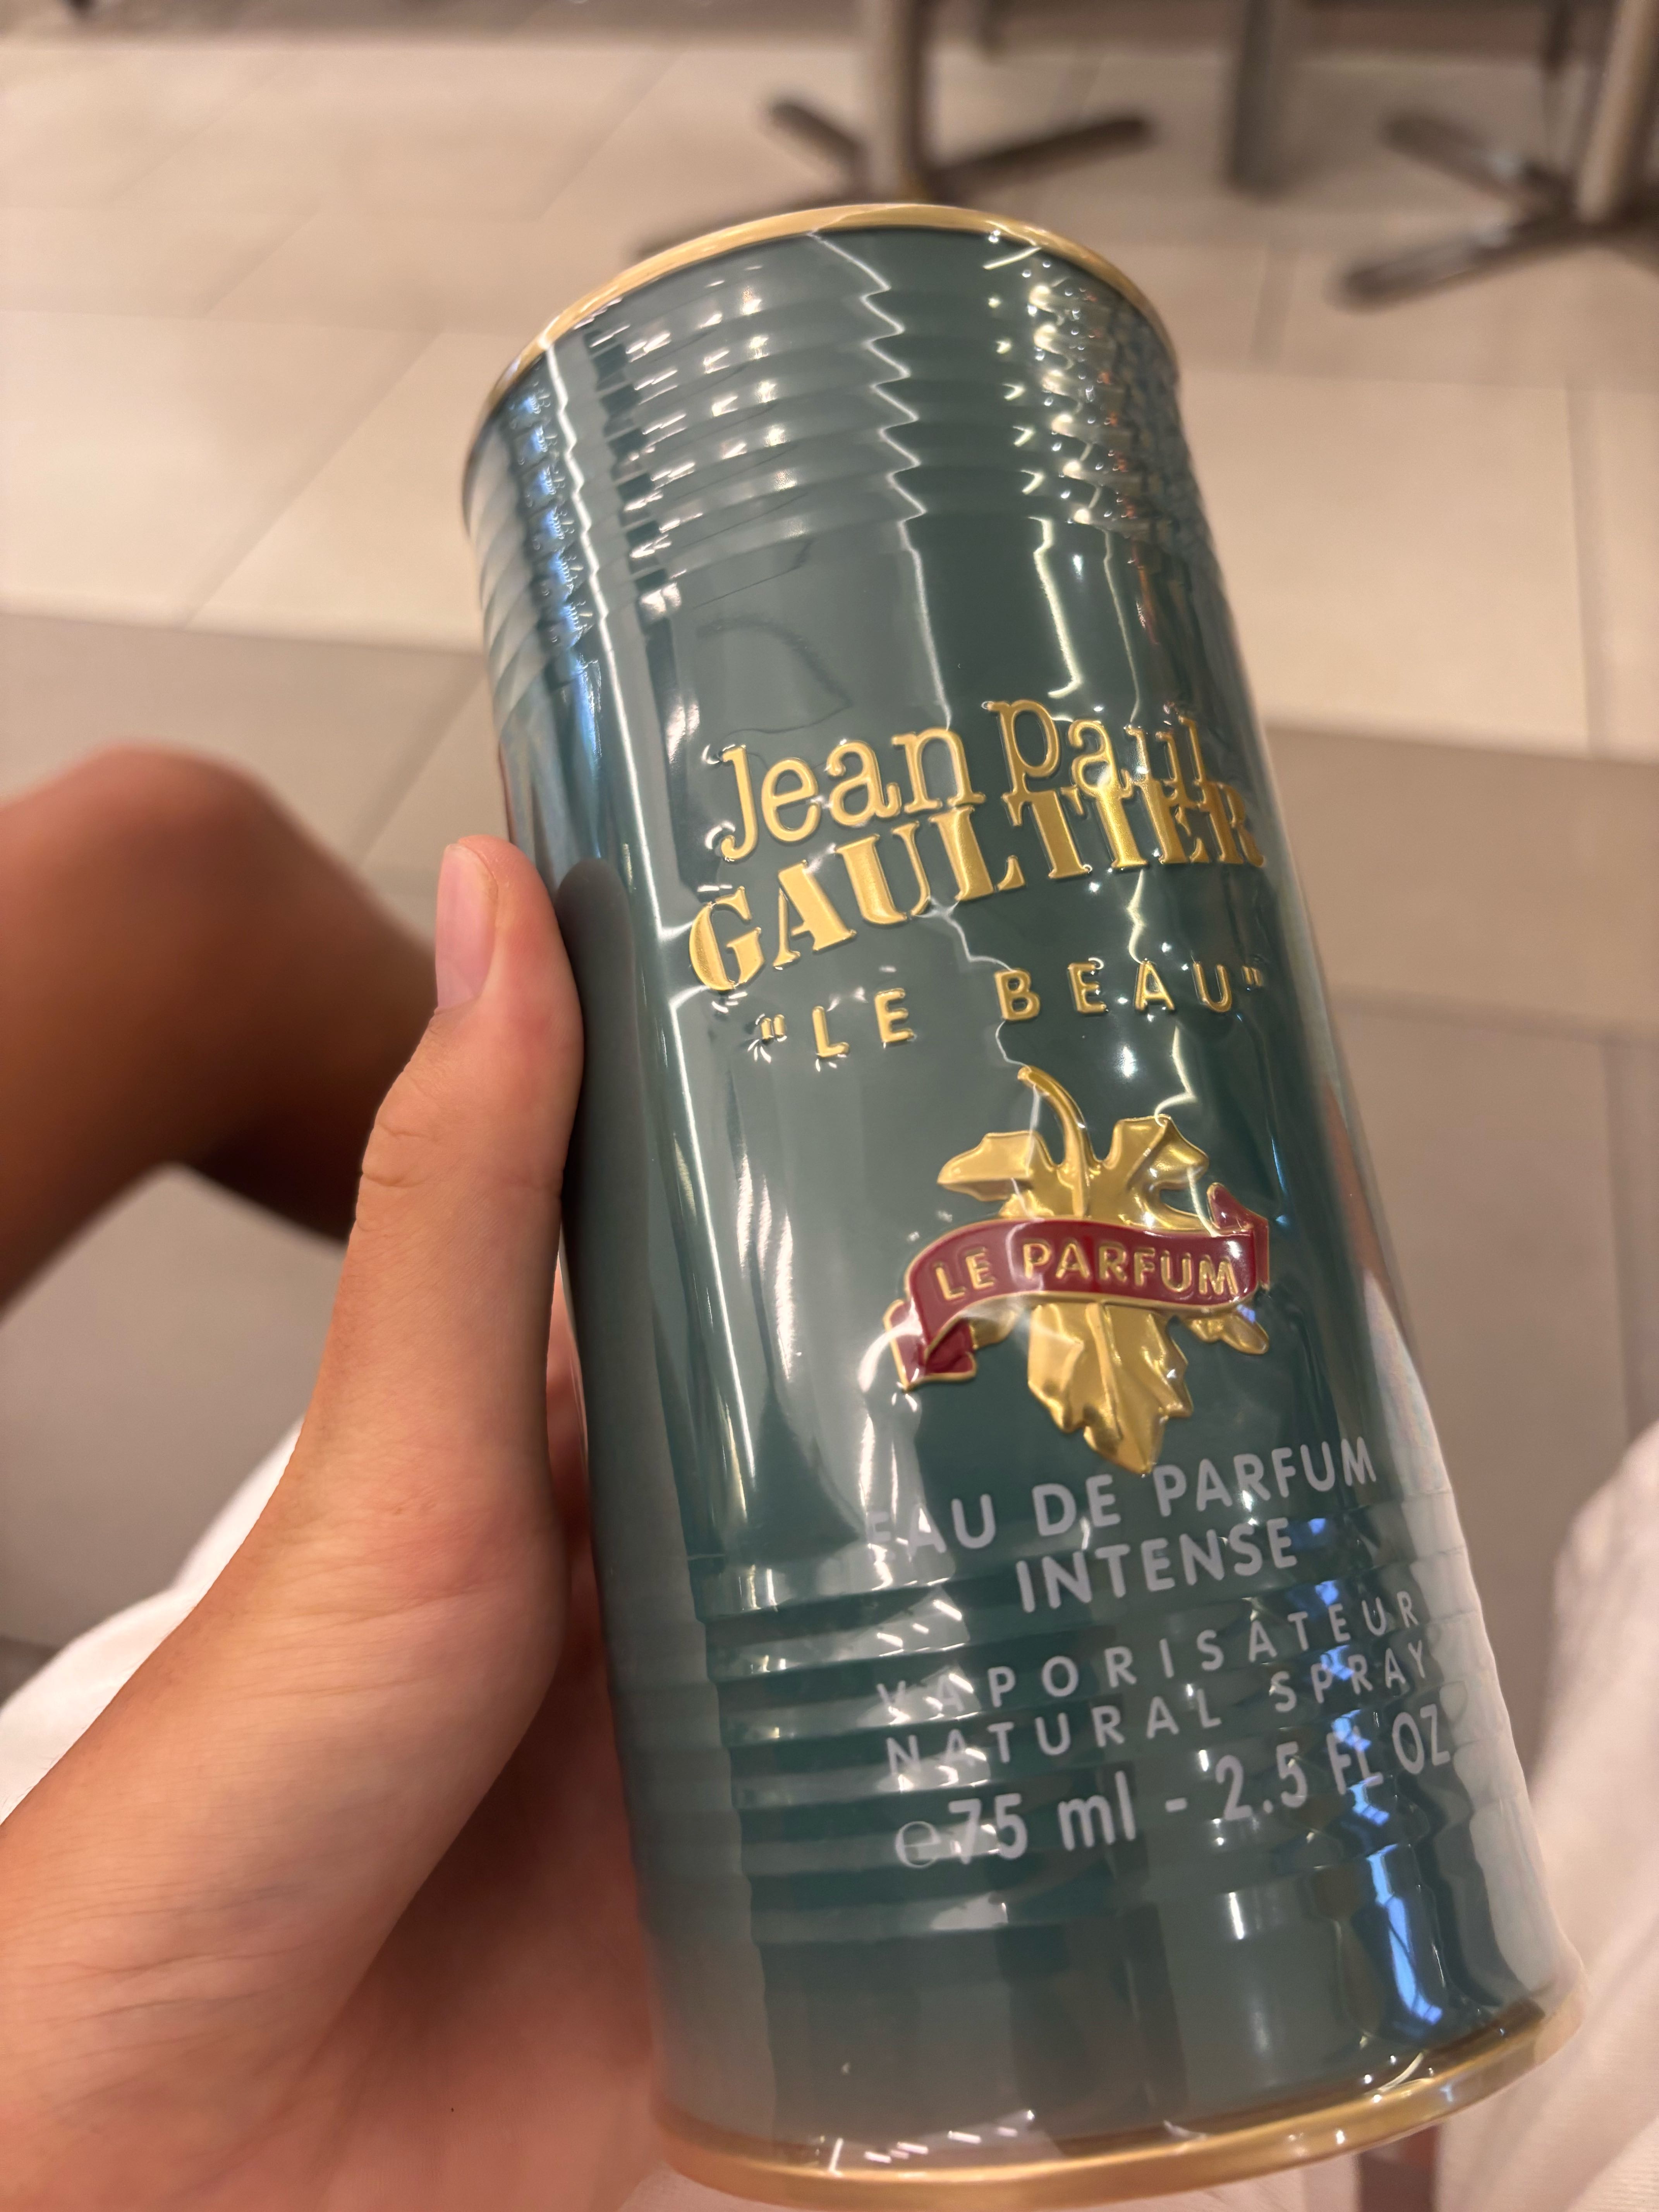 Jean Paul
GAULTIER
"LE BEAU"
LE PARFUM
EAU DE PARFUM
INTENSE
VAPORISATEUR
NATURAL SPRAY
℮75 ml - 2.5 FL OZ